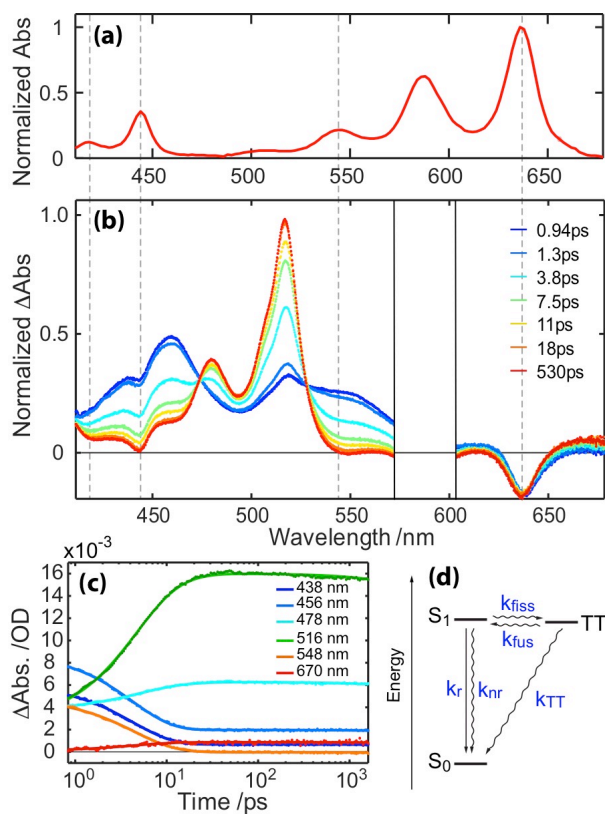 (a)
Normalized Abs
1
0.5
0
450
500
550
600
650
(b)
Normalized ΔAbs
1.0
0.5
0
0.94ps
1.3ps
3.8ps
7.5ps
11ps
18ps
530ps
450
500
550
600
650
Wavelength /nm
x10⁻³
(c)
ΔAbs. /OD
16
14
12
10
8
6
4
2
0
438 nm
456 nm
478 nm
516 nm
548 nm
670 nm
10⁰
10¹
10²
10³
Time /ps
(d)
Energy
S₁
k_fiss
TT
k_fus
k_r
k_nr
k_TT
S₀